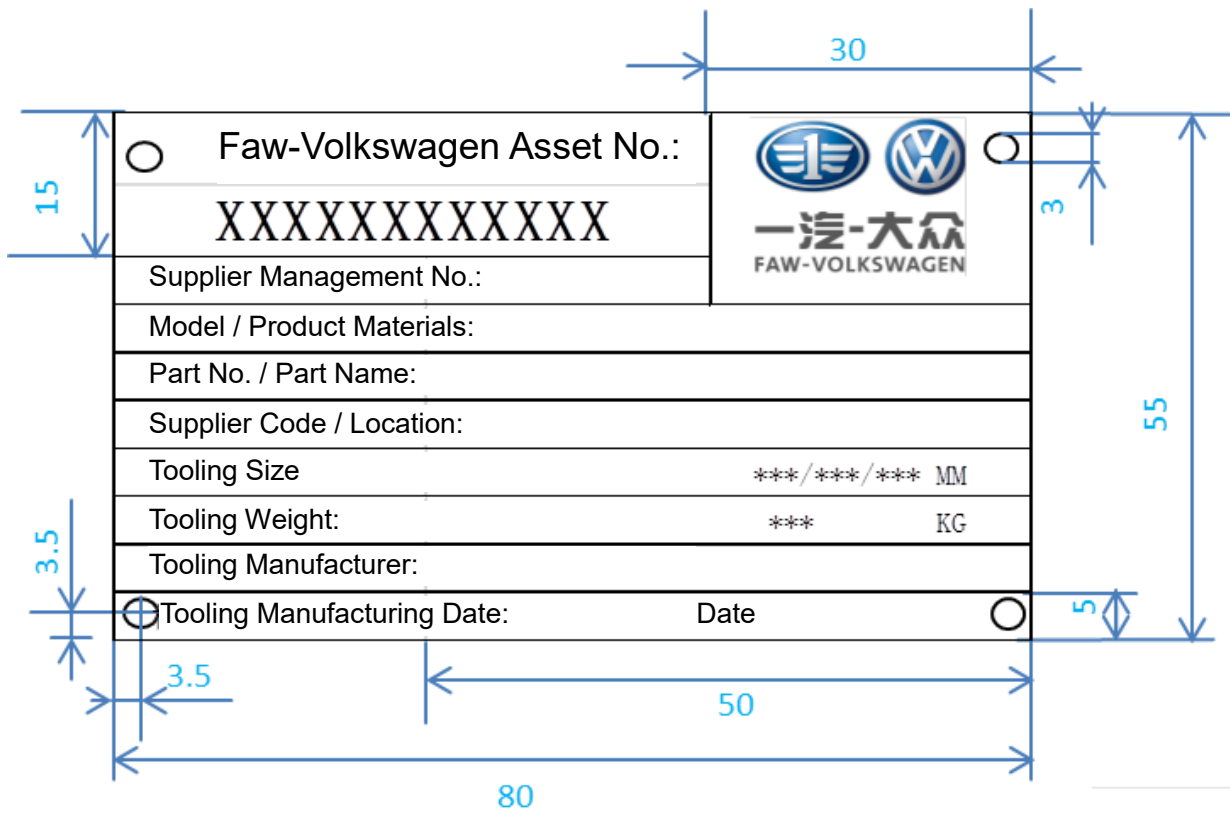 30
Faw-Volkswagen Asset No.:
XXXXXXXXXXXX
一汽-大众
FAW-VOLKSWAGEN
15
3
Supplier Management No.:
Model / Product Materials:
Part No. / Part Name:
Supplier Code / Location:
55
Tooling Size ***/***/*** MM
Tooling Weight: *** KG
3.5
Tooling Manufacturer:
Tooling Manufacturing Date: Date
5
3.5
50
80